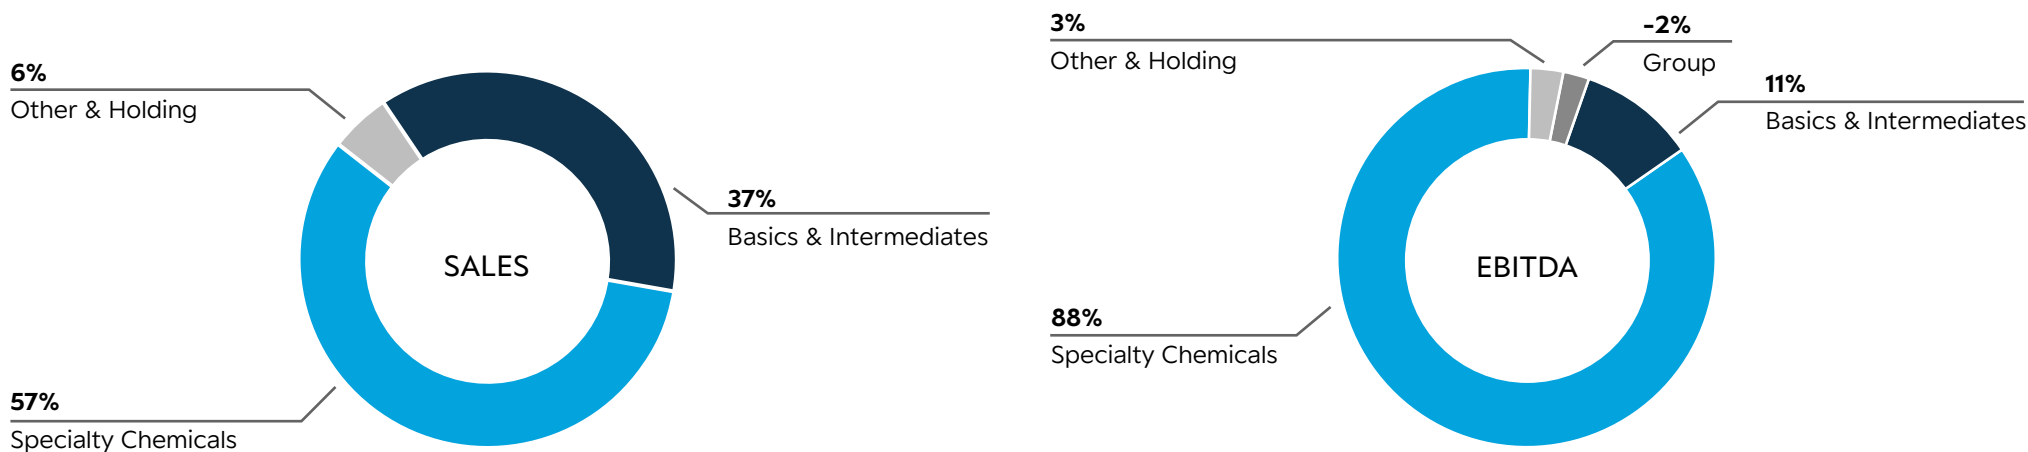 6%
Other & Holding
37%
Basics & Intermediates
SALES
57%
Specialty Chemicals
3%
Other & Holding
-2%
Group
11%
Basics & Intermediates
EBITDA
88%
Specialty Chemicals